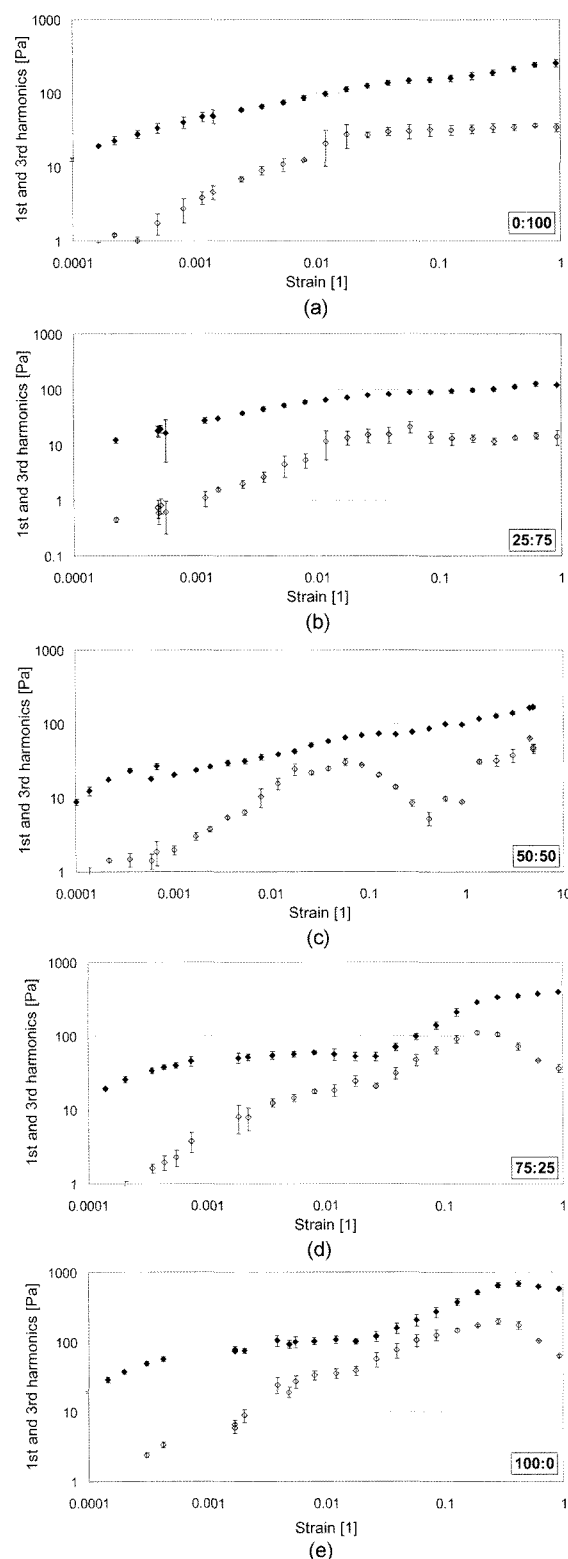 1st and 3rd harmonics [Pa]
1000
100
10
1
0.0001 0.001 0.01 0.1 1
0:100
Strain [1]
(a)
1st and 3rd harmonics [Pa]
1000
100
10
1
0.1
0.0001 0.001 0.01 0.1 1
25:75
Strain [1]
(b)
1st and 3rd harmonics [Pa]
1000
100
10
1
0.0001 0.001 0.01 0.1 1 10
50:50
Strain [1]
(c)
1st and 3rd harmonics [Pa]
1000
100
10
1
0.0001 0.001 0.01 0.1 1
75:25
Strain [1]
(d)
1st and 3rd harmonics [Pa]
1000
100
10
1
0.0001 0.001 0.01 0.1 1
100:0
Strain [1]
(e)